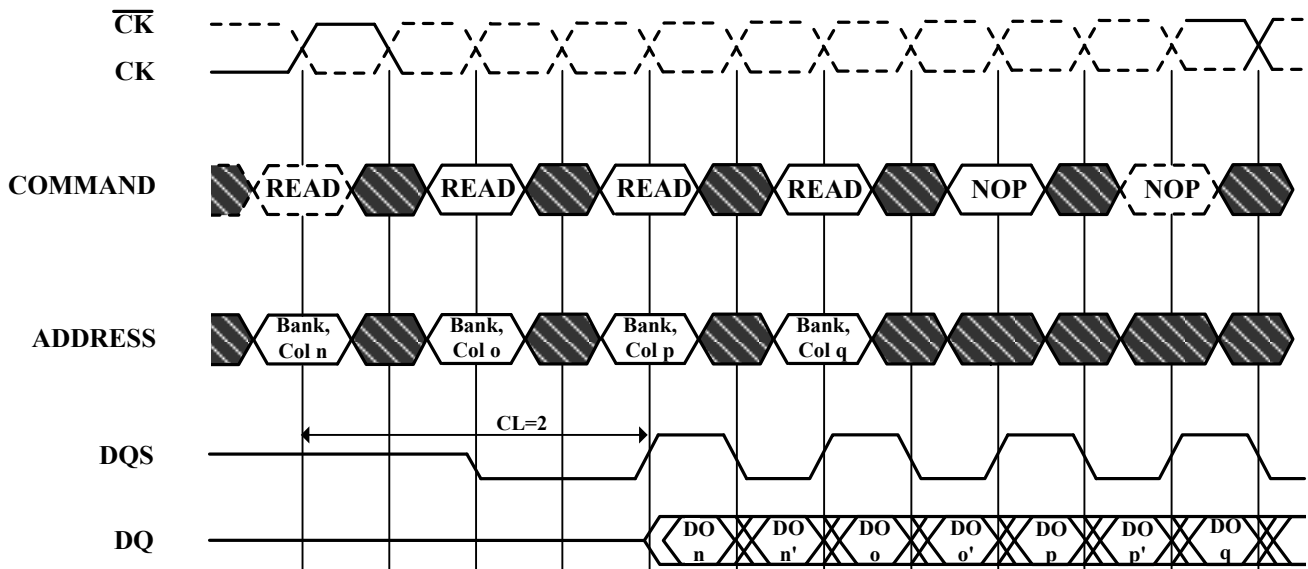 CK
CK
COMMAND
READ
READ
READ
READ
NOP
NOP
ADDRESS
Bank,
Col n
Bank,
Col o
Bank,
Col p
Bank,
Col q
CL=2
DQS
DQ
DO
n
DO
n'
DO
o
DO
o'
DO
p
DO
p'
DO
q